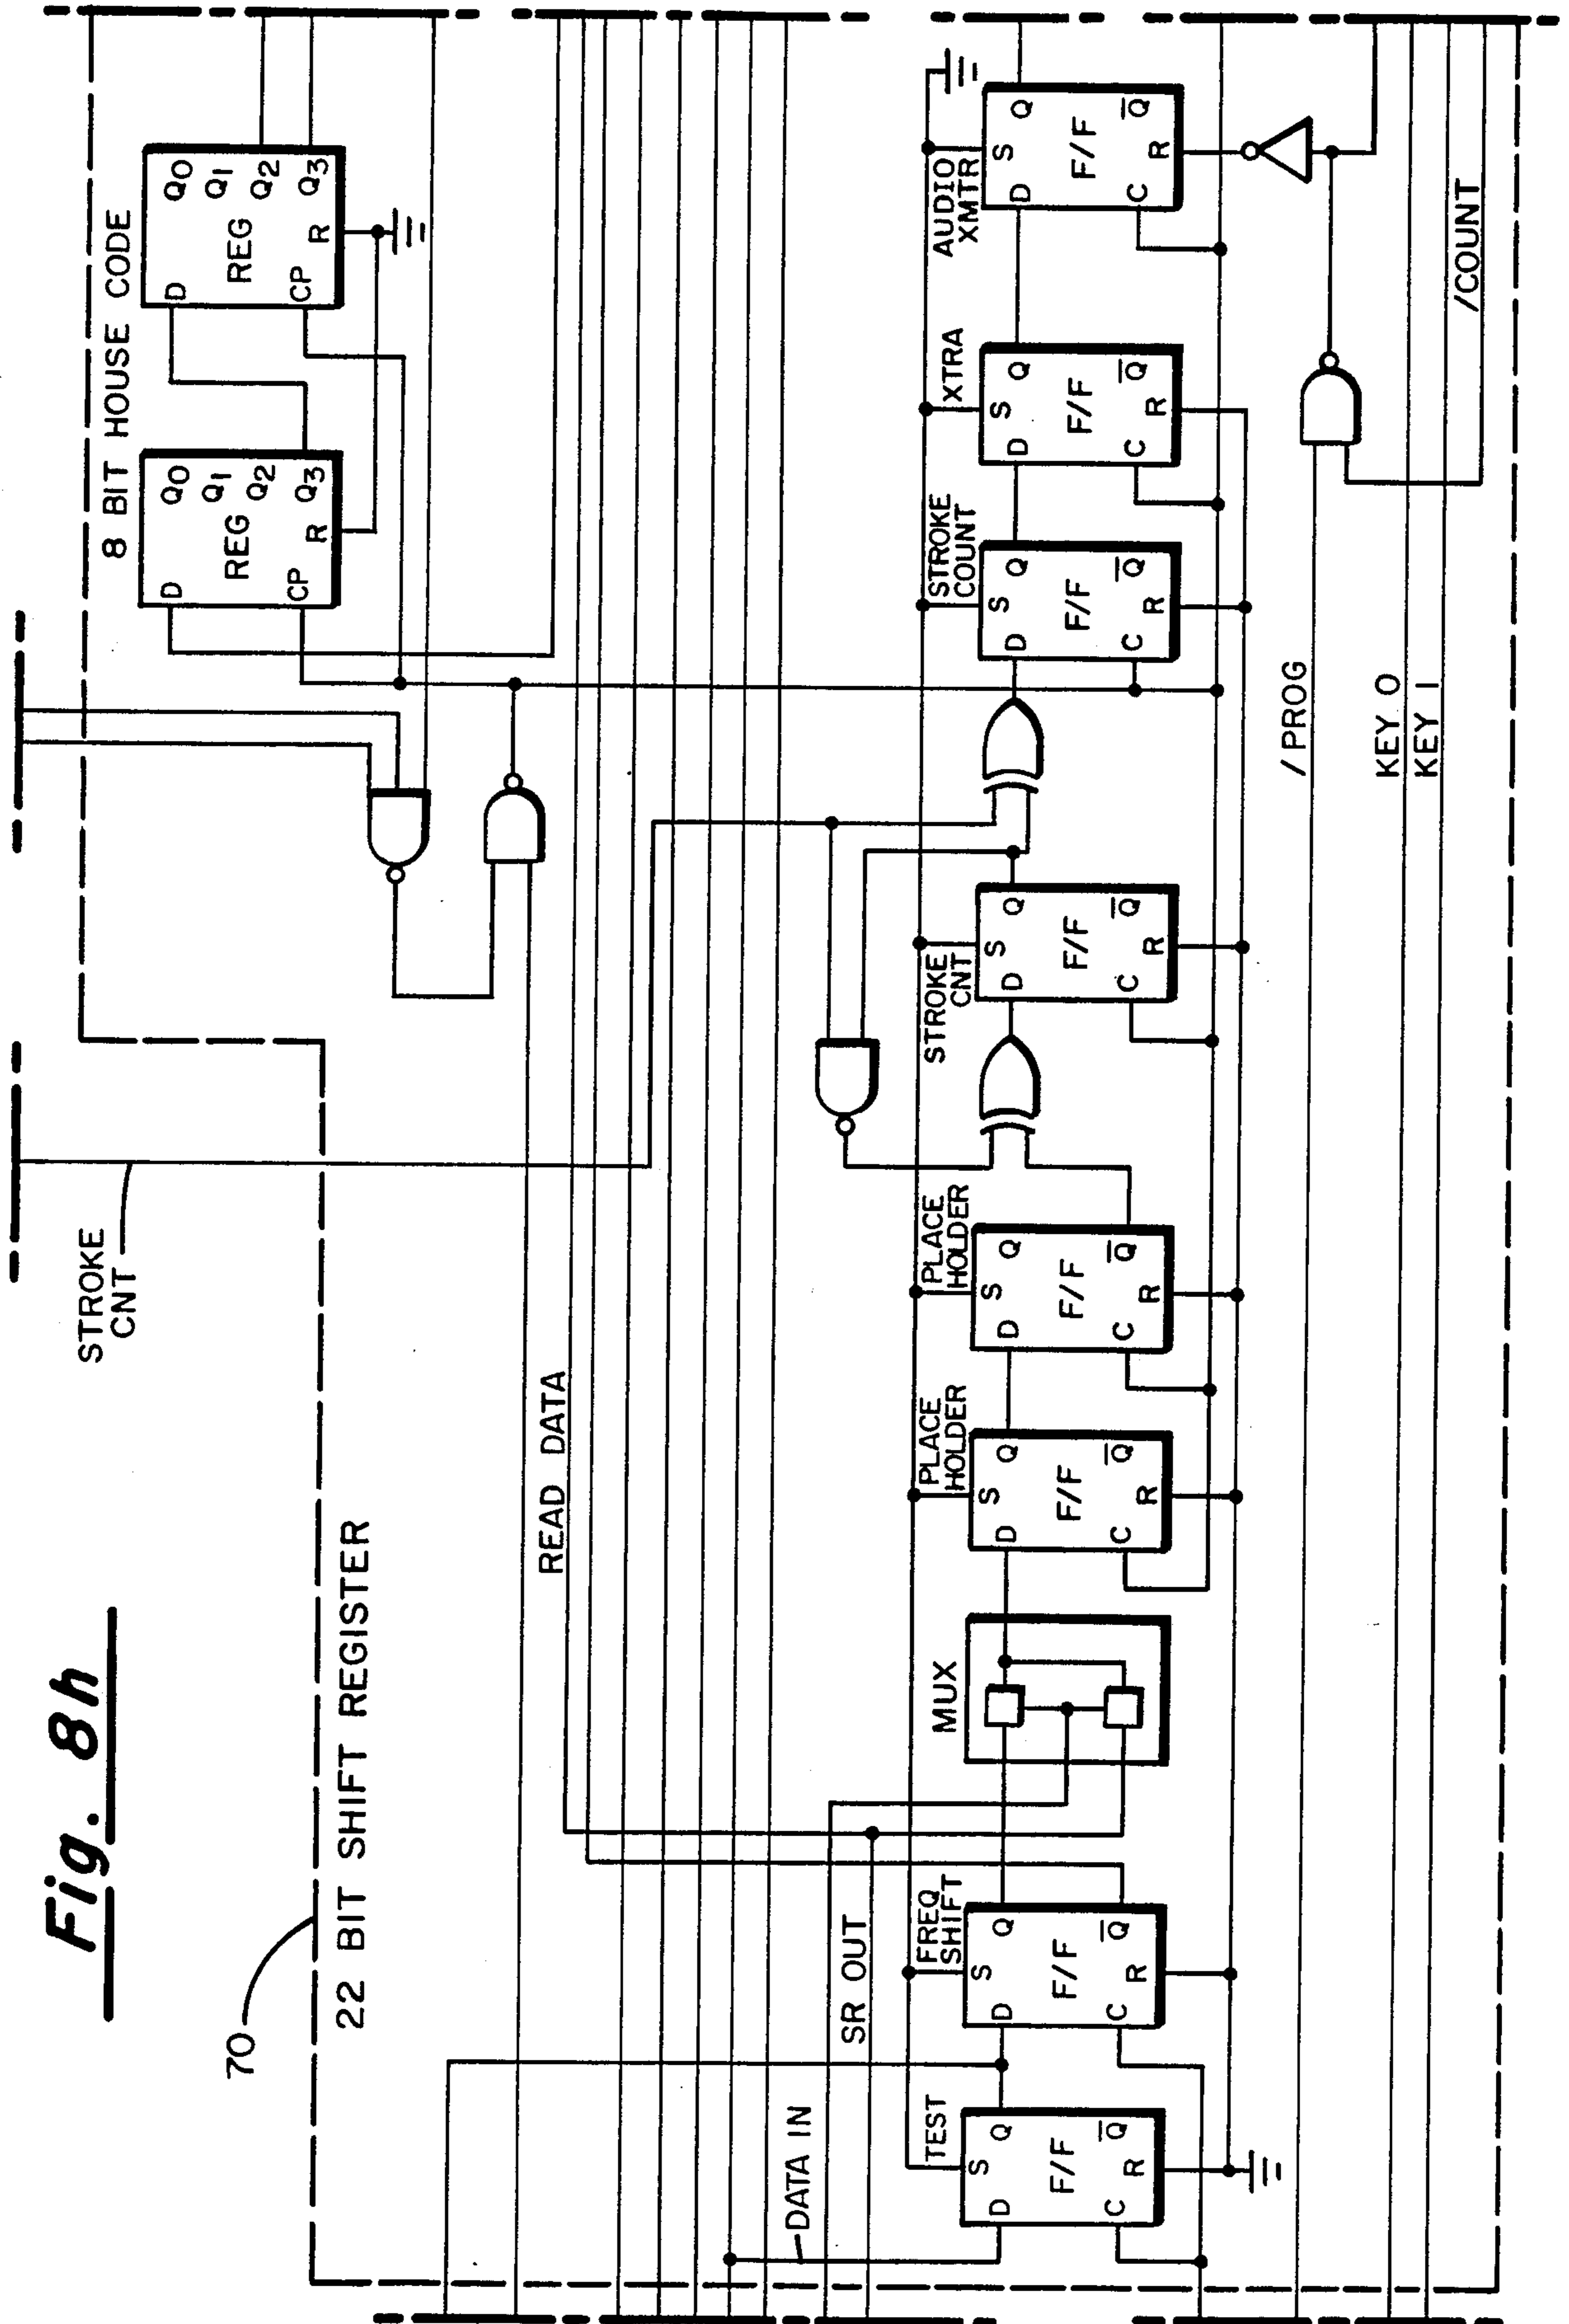 Fig. 8h
70
22 BIT SHIFT REGISTER
STROKE
CNT
8 BIT HOUSE CODE
D
Q0
Q1
REG
Q2
CP
R
Q3
D
Q0
Q1
REG
Q2
CP
R
Q3
READ DATA
SR OUT
DATA IN
TEST
S
D
Q
F/F
C
R
Q̅
FREQ
SHIFT
S
D
Q
F/F
C
R
Q̅
MUX
PLACE
HOLDER
S
D
Q
F/F
C
R
Q̅
PLACE
HOLDER
S
D
Q
F/F
C
R
Q̅
STROKE
CNT
S
D
Q
F/F
C
R
Q̅
STROKE
COUNT
S
D
Q
F/F
C
R
Q̅
XTRA
S
D
Q
F/F
C
R
Q̅
AUDIO
XMTR
S
D
Q
F/F
C
R
Q̅
/PROG
KEY 0
KEY 1
/COUNT